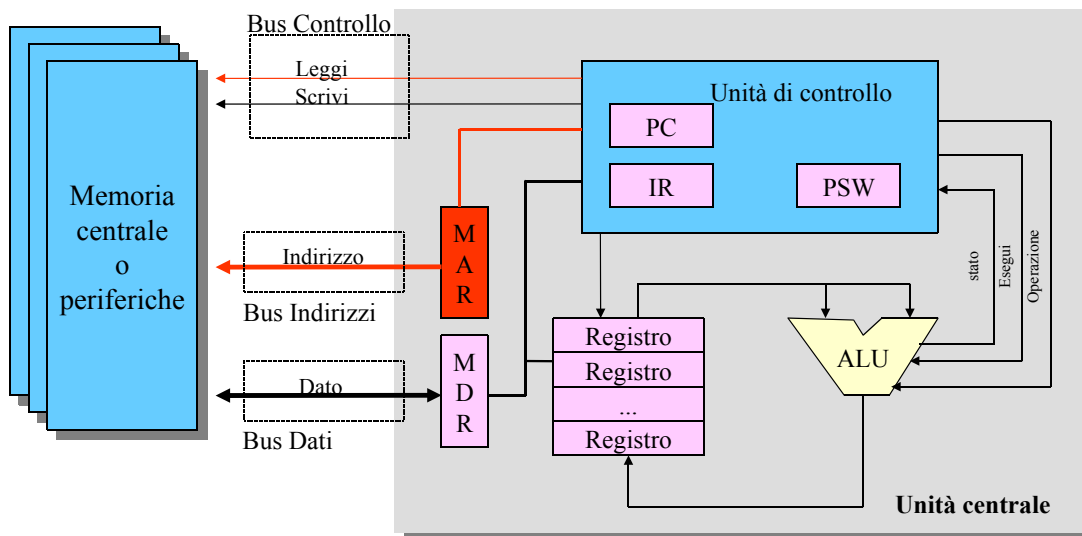 Bus Controllo
Leggi
Scrivi
Unità di controllo
PC
IR
PSW
Memoria
centrale
o
periferiche
M
A
R
Indirizzo
Bus Indirizzi
stato
Esegui
Operazione
M
D
R
Dato
Bus Dati
Registro
Registro
...
Registro
ALU
Unità centrale